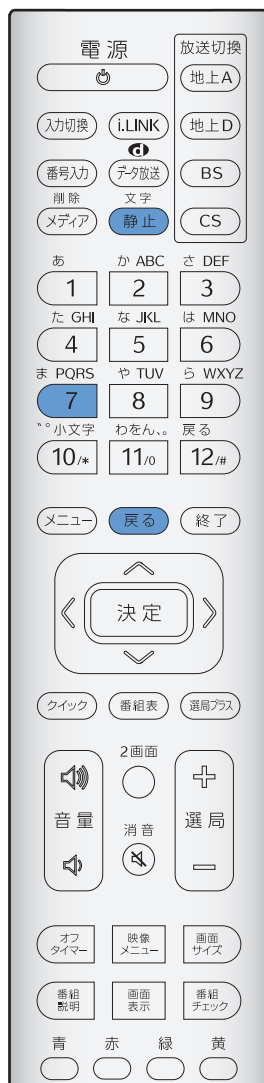 電源 放送切換
地上A
入力切換 i.LINK 地上D
d
番号入力 データ放送 BS
削除 文字
メディア 静止 CS
あ か ABC さ DEF
1 2 3
た GHI な JKL は MNO
4 5 6
ま PQRS や TUV ら WXYZ
7 8 9
゛゜小文字 わをん、。 戻る
10/* 11/0 12/#
メニュー 戻る 終了
決定
クイック 番組表 選局プラス
2画面
音量 選局
消音
オフタイマー 映像メニュー 画面サイズ
番組説明 画面表示 番組チェック
青 赤 緑 黄